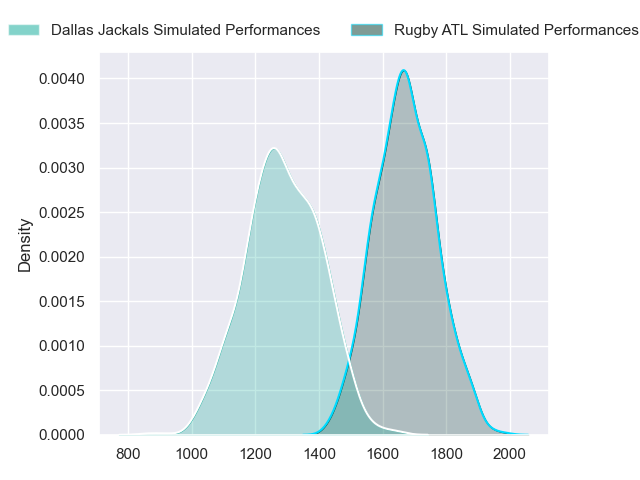 Dallas Jackals Simulated Performances
Rugby ATL Simulated Performances
0.0040
0.0035
0.0030
0.0025
0.0020
0.0015
0.0010
0.0005
0.0000
Density
800 1000 1200 1400 1600 1800 2000